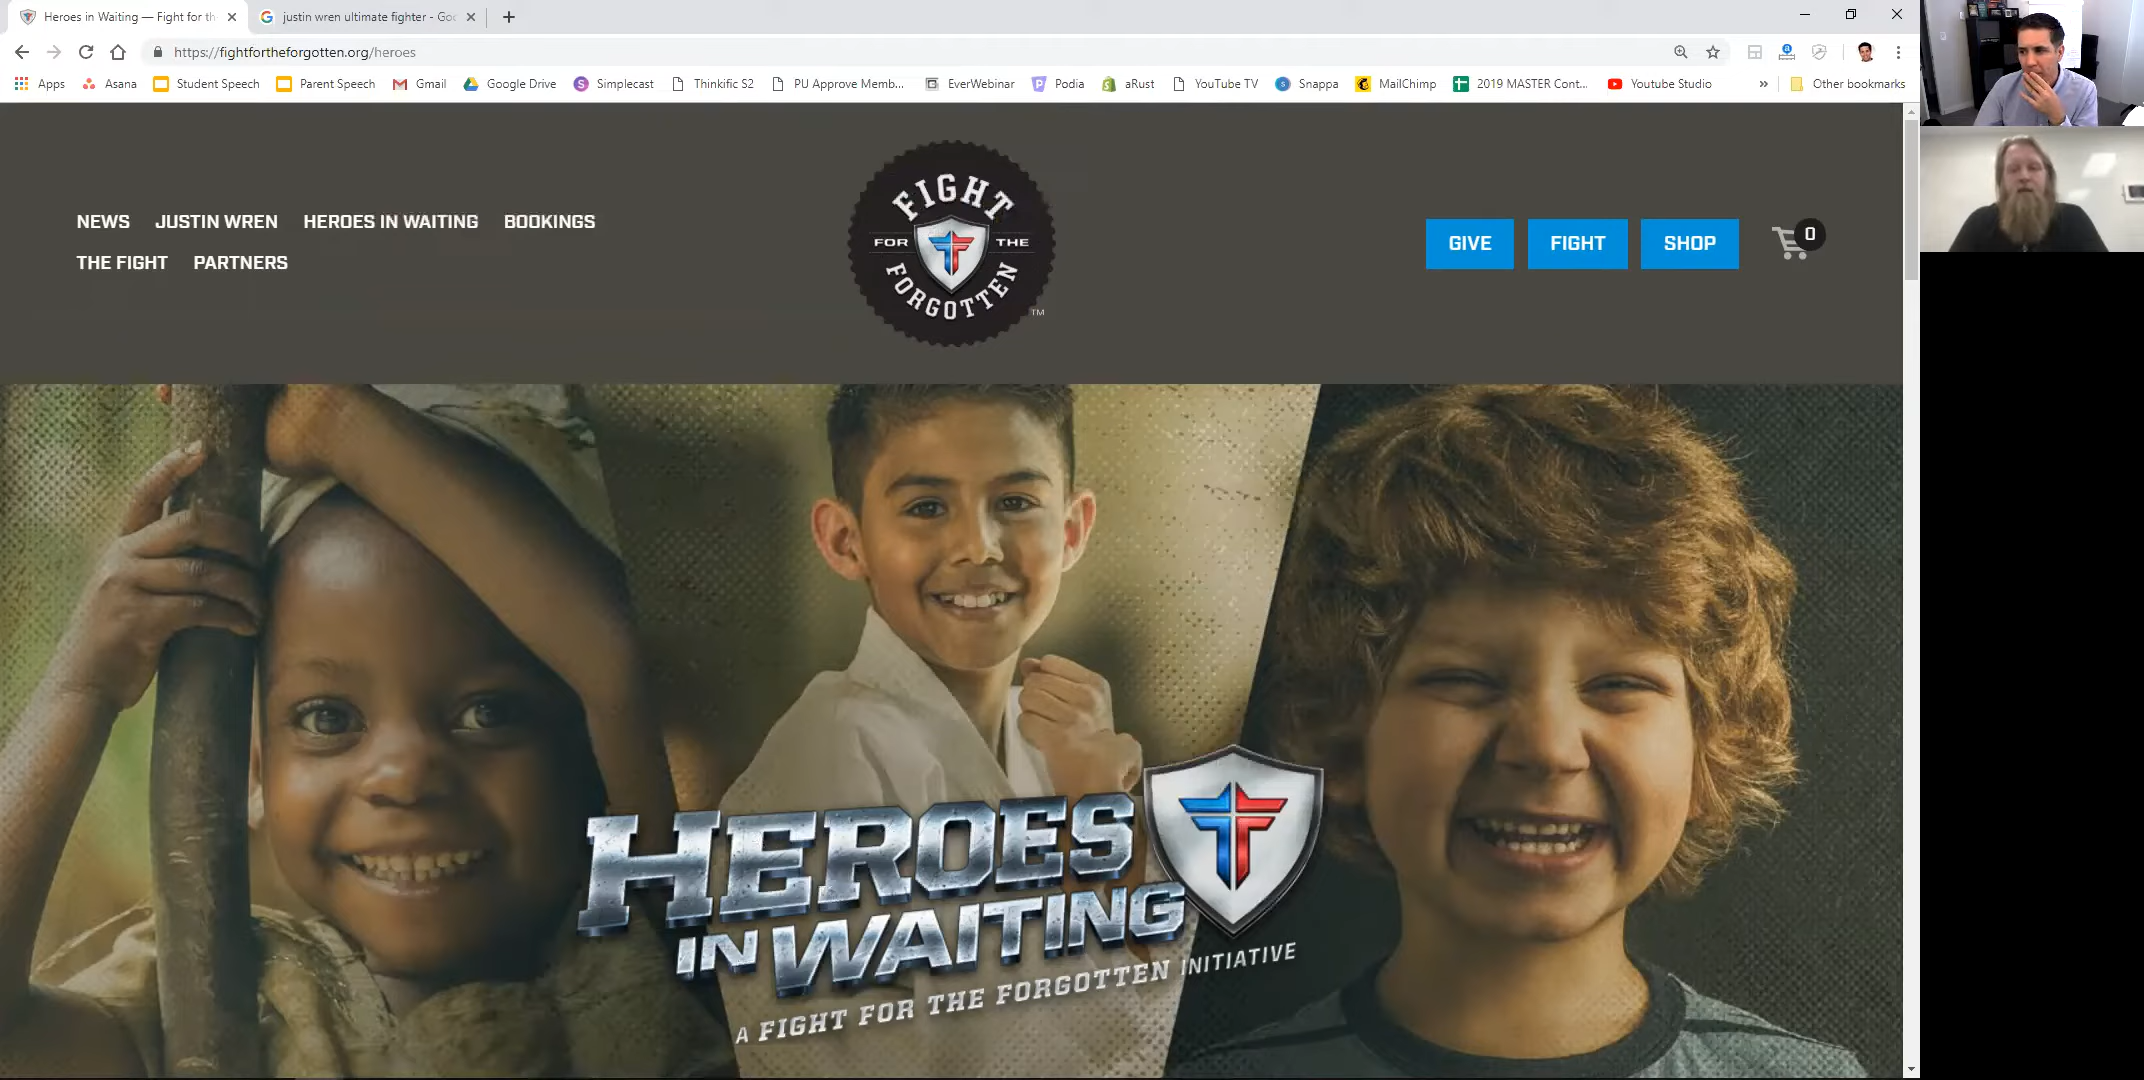 Heroes in Waiting — Fight for th
justin wren ultimate fighter - Goo
https://fightfortheforgotten.org/heroes
Apps Asana Student Speech Parent Speech Gmail Google Drive Simplecast Thinkific S2 PU Approve Memb... EverWebinar Podia aRust YouTube TV Snappa MailChimp 2019 MASTER Cont... Youtube Studio » Other bookmarks
NEWS JUSTIN WREN HEROES IN WAITING BOOKINGS
THE FIGHT PARTNERS
FIGHT
FOR THE
FORGOTTEN
TM
GIVE FIGHT SHOP 0
HEROES
IN WAITING
A FIGHT FOR THE FORGOTTEN INITIATIVE